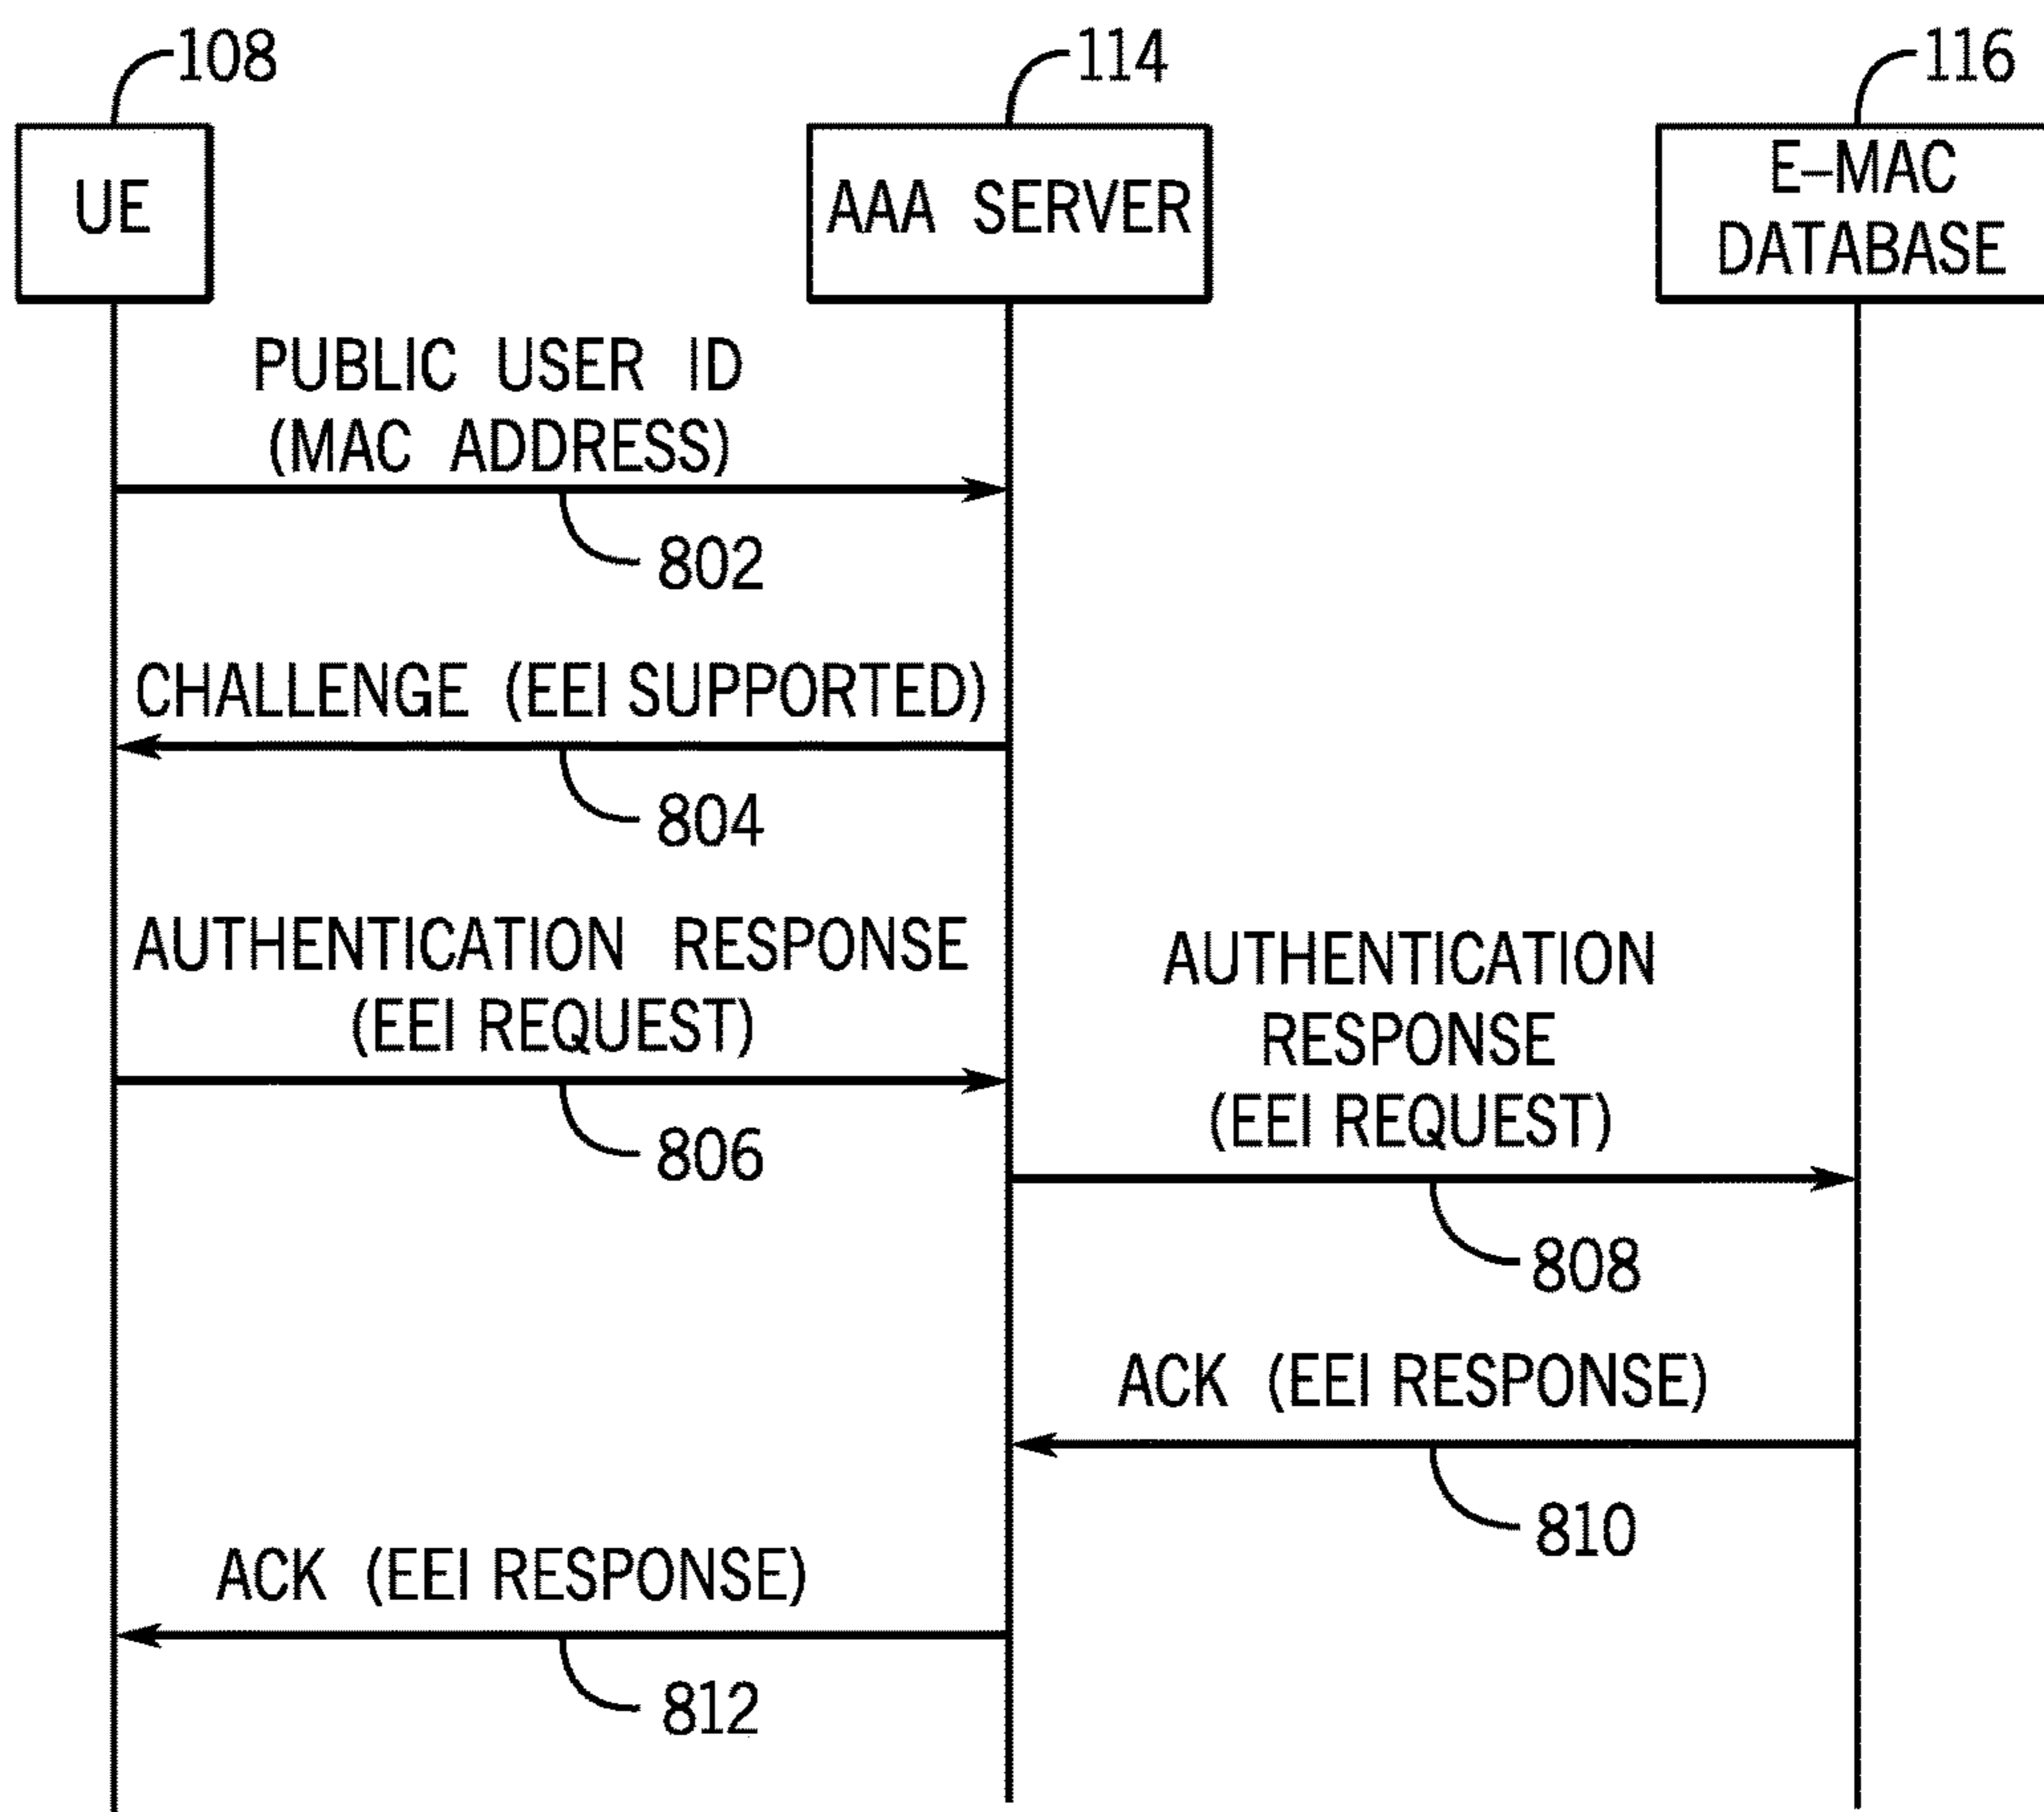 108
114
116
UE
AAA SERVER
E-MAC
DATABASE
PUBLIC USER ID
(MAC ADDRESS)
802
CHALLENGE (EEI SUPPORTED)
804
AUTHENTICATION RESPONSE
(EEI REQUEST)
806
AUTHENTICATION
RESPONSE
(EEI REQUEST)
808
ACK (EEI RESPONSE)
810
ACK (EEI RESPONSE)
812